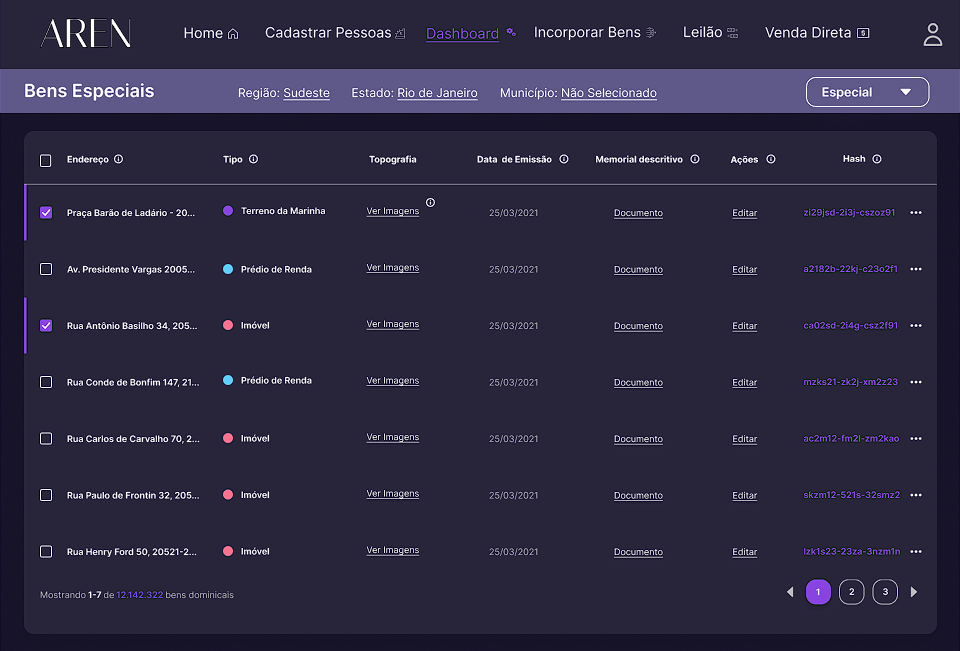 AREN
Home Cadastrar Pessoas Dashboard Incorporar Bens Leilão Venda Direta
Bens Especiais Região: Sudeste Estado: Rio de Janeiro Município: Não Selecionado Especial
Endereço Tipo Topografia Data de Emissão Memorial descritivo Ações Hash
Praça Barão de Ladário - 20... Terreno da Marinha Ver Imagens 25/03/2021 Documento Editar zi29jsd-2i3j-cszoz91
Av. Presidente Vargas 2005... Prédio de Renda Ver Imagens 25/03/2021 Documento Editar a2182b-22kj-c23o2f1
Rua Antônio Basilho 34, 205... Imóvel Ver Imagens 25/03/2021 Documento Editar ca02sd-2i4g-csz2f91
Rua Conde de Bonfim 147, 21... Prédio de Renda Ver Imagens 25/03/2021 Documento Editar mzks21-zk2j-xm2z23
Rua Carlos de Carvalho 70, 2... Imóvel Ver Imagens 25/03/2021 Documento Editar ac2m12-fm2l-zm2kao
Rua Paulo de Frontin 32, 205... Imóvel Ver Imagens 25/03/2021 Documento Editar skzm12-521s-32smz2
Rua Henry Ford 50, 20521-2... Imóvel Ver Imagens 25/03/2021 Documento Editar lzk1s23-23za-3nzm1n
Mostrando 1-7 de 12.142.322 bens dominicais 1 2 3